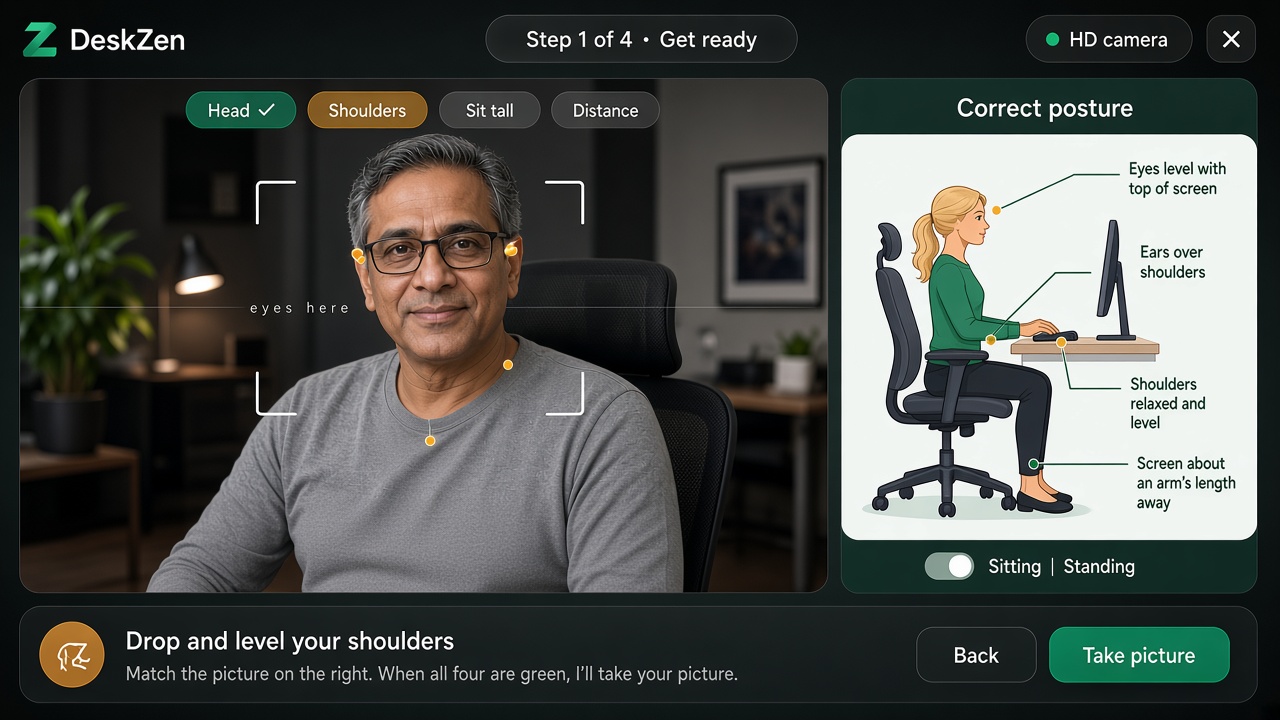 DeskZen
Step 1 of 4 • Get ready
HD camera
Head ✓
Shoulders
Sit tall
Distance
eyes here
Correct posture
Eyes level with
top of screen
Ears over
shoulders
Shoulders
relaxed and
level
Screen about
an arm's length
away
Sitting | Standing
Drop and level your shoulders
Match the picture on the right. When all four are green, I'll take your picture.
Back
Take picture